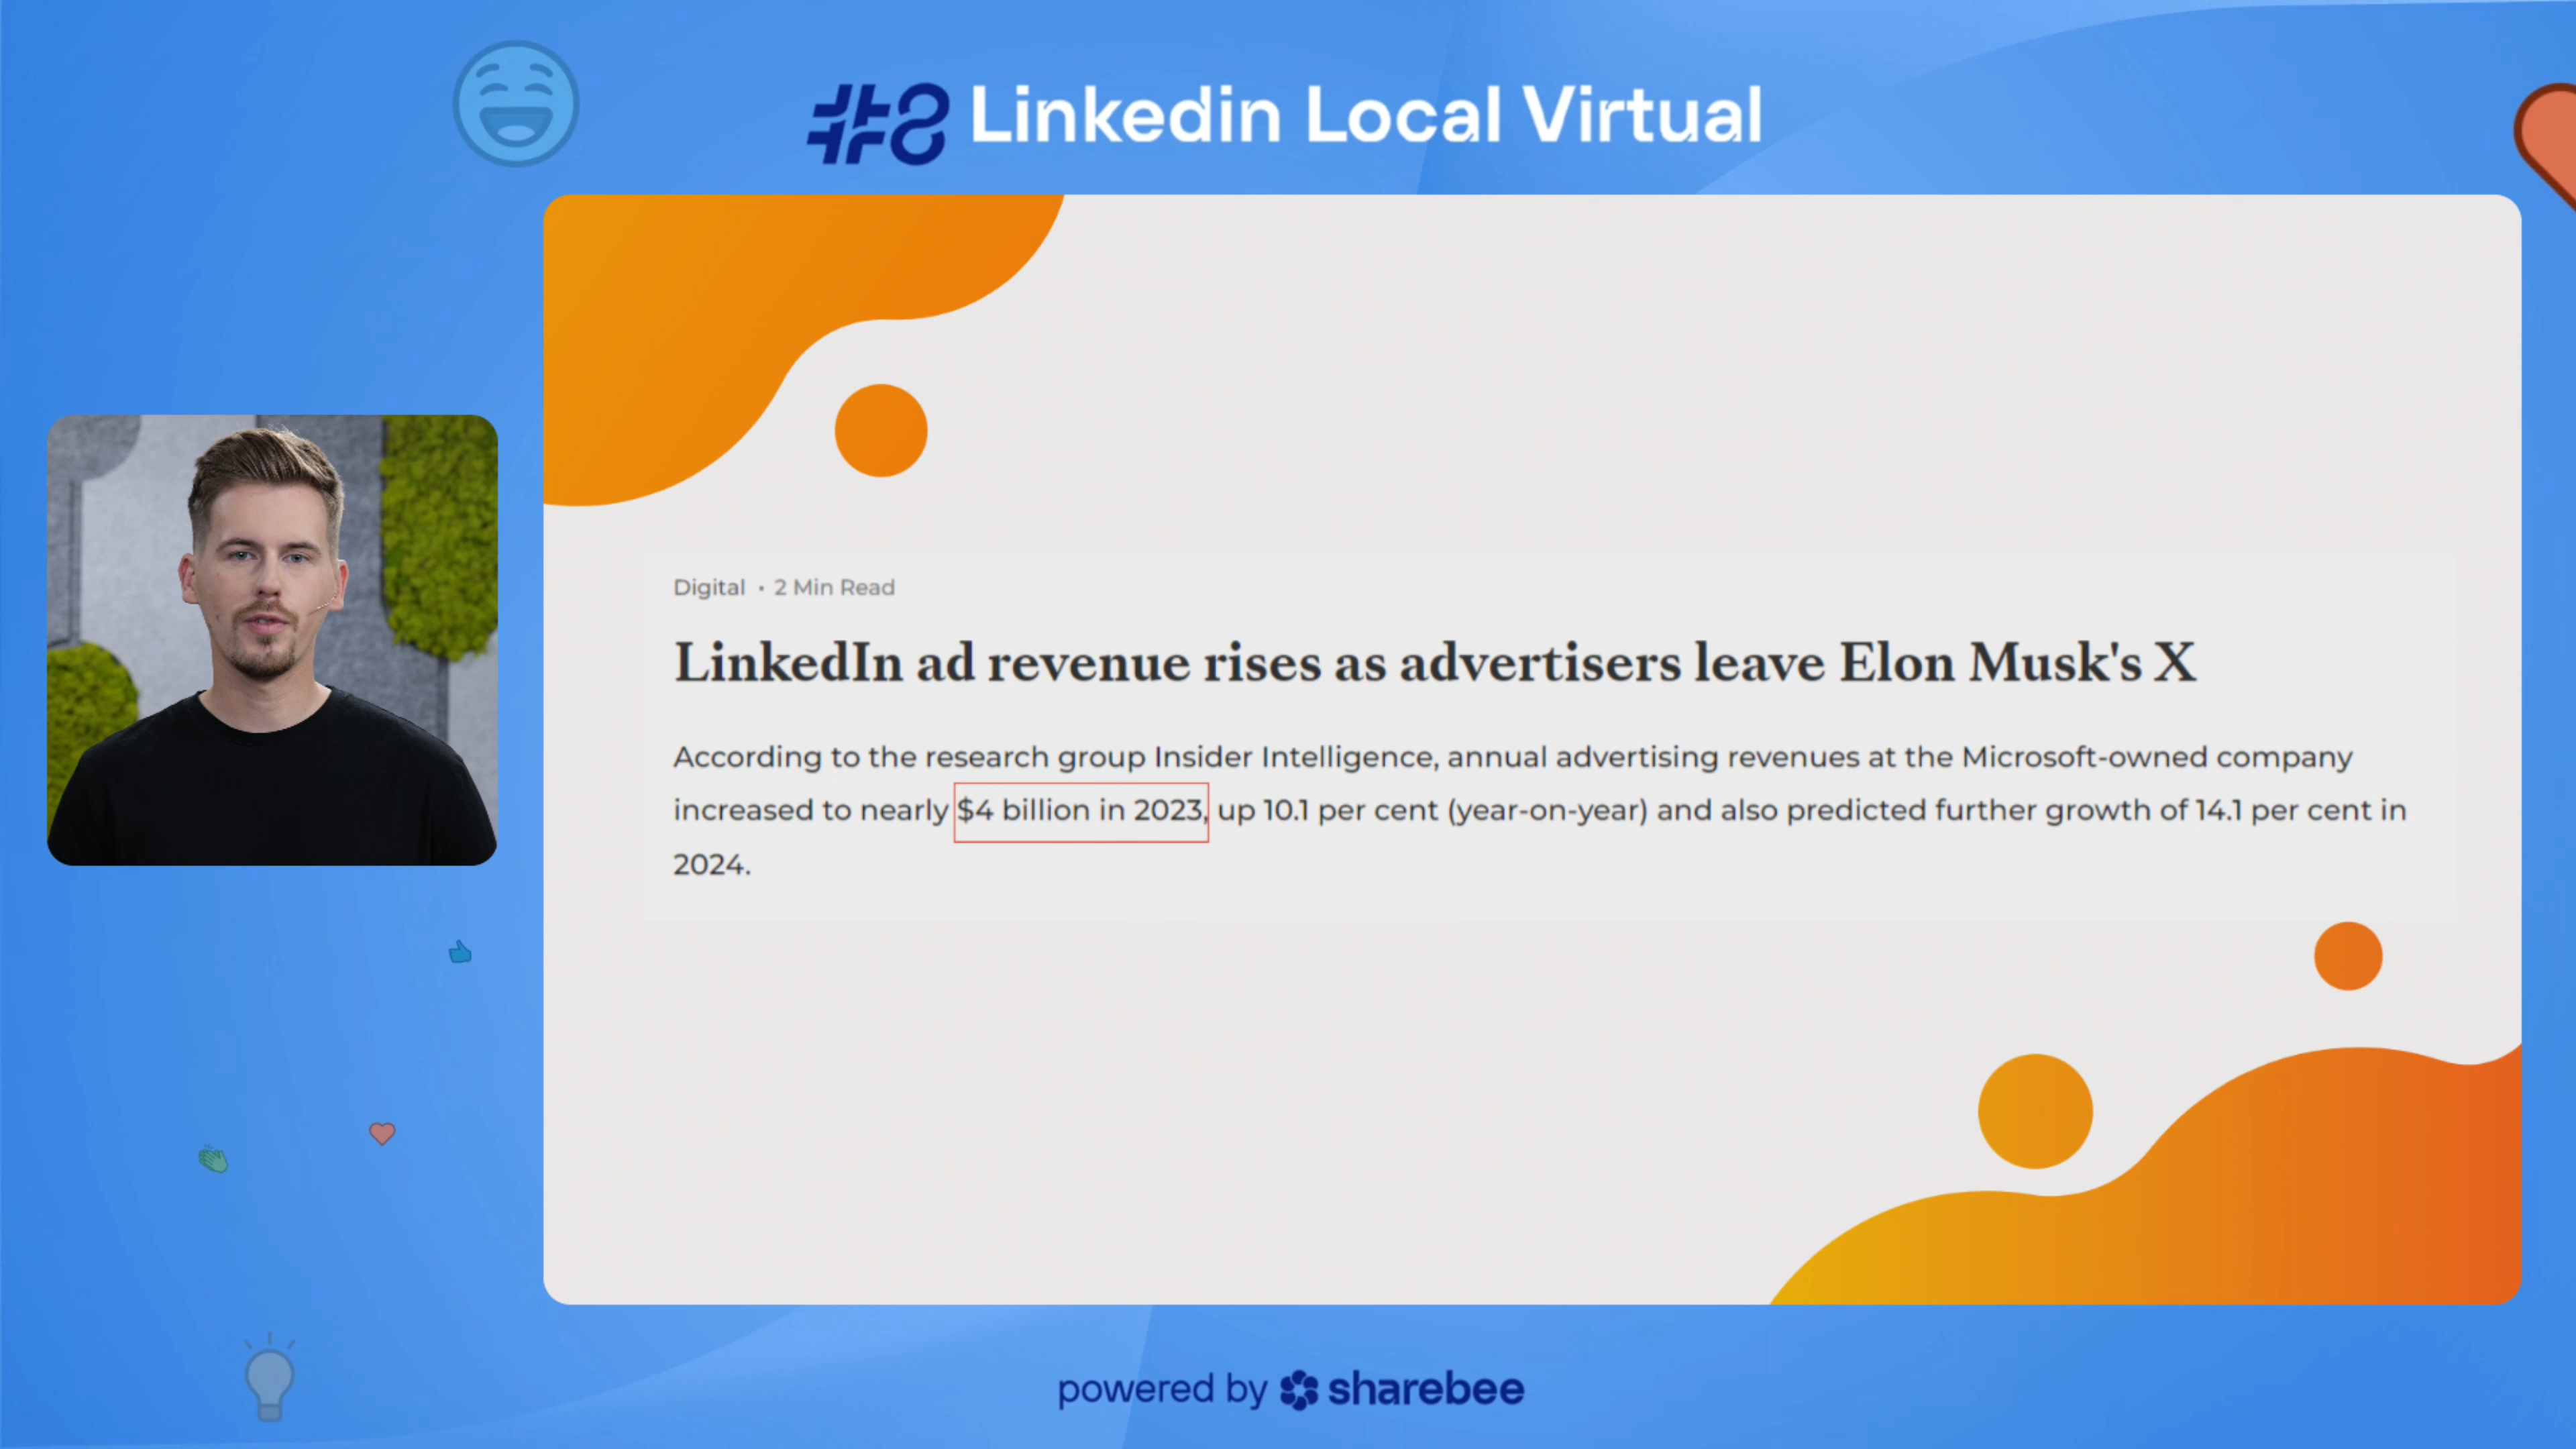 #8 Linkedin Local Virtual
Digital • 2 Min Read
LinkedIn ad revenue rises as advertisers leave Elon Musk's X
According to the research group Insider Intelligence, annual advertising revenues at the Microsoft-owned company
increased to nearly $4 billion in 2023, up 10.1 per cent (year-on-year) and also predicted further growth of 14.1 per cent in
2024.
powered by sharebee